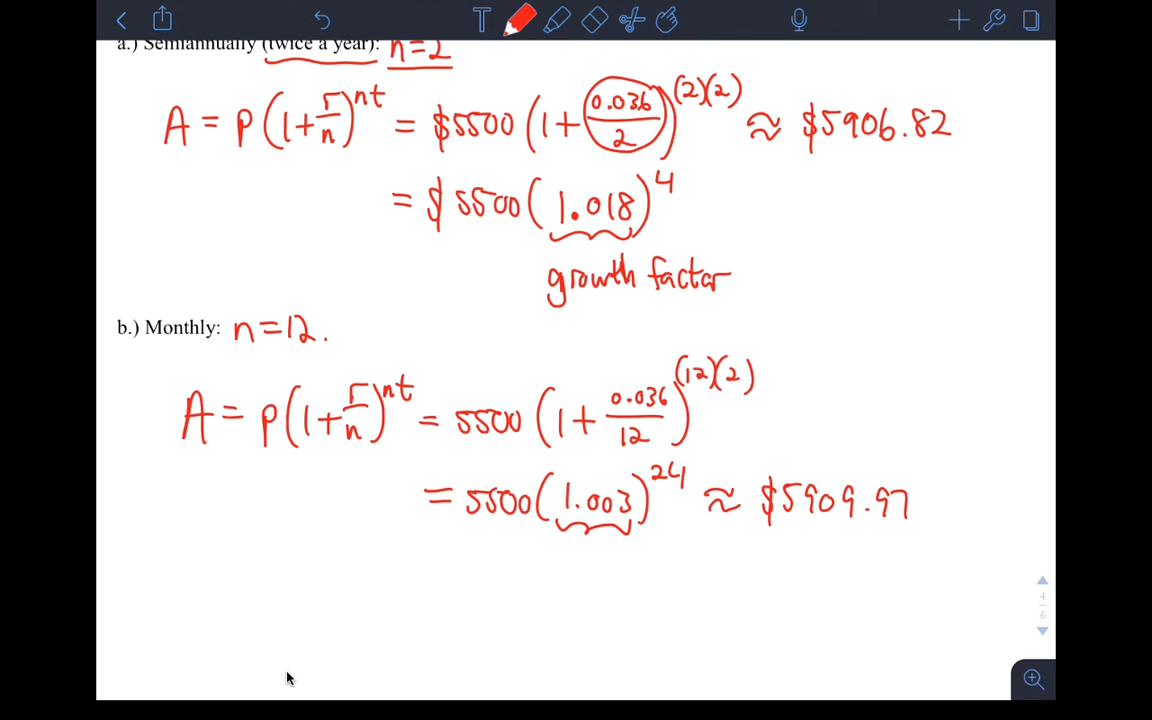 a.) Semiannually (twice a year): n=2
A = P(1+r/n)^nt = $5500(1+0.036/2)^(2)(2) ≈ $5906.82
= $5500(1.018)^4
growth factor
b.) Monthly: n=12.
A = P(1+r/n)^nt = 5500(1+0.036/12)^(12)(2)
= 5500(1.003)^24 ≈ $5909.97
4
6